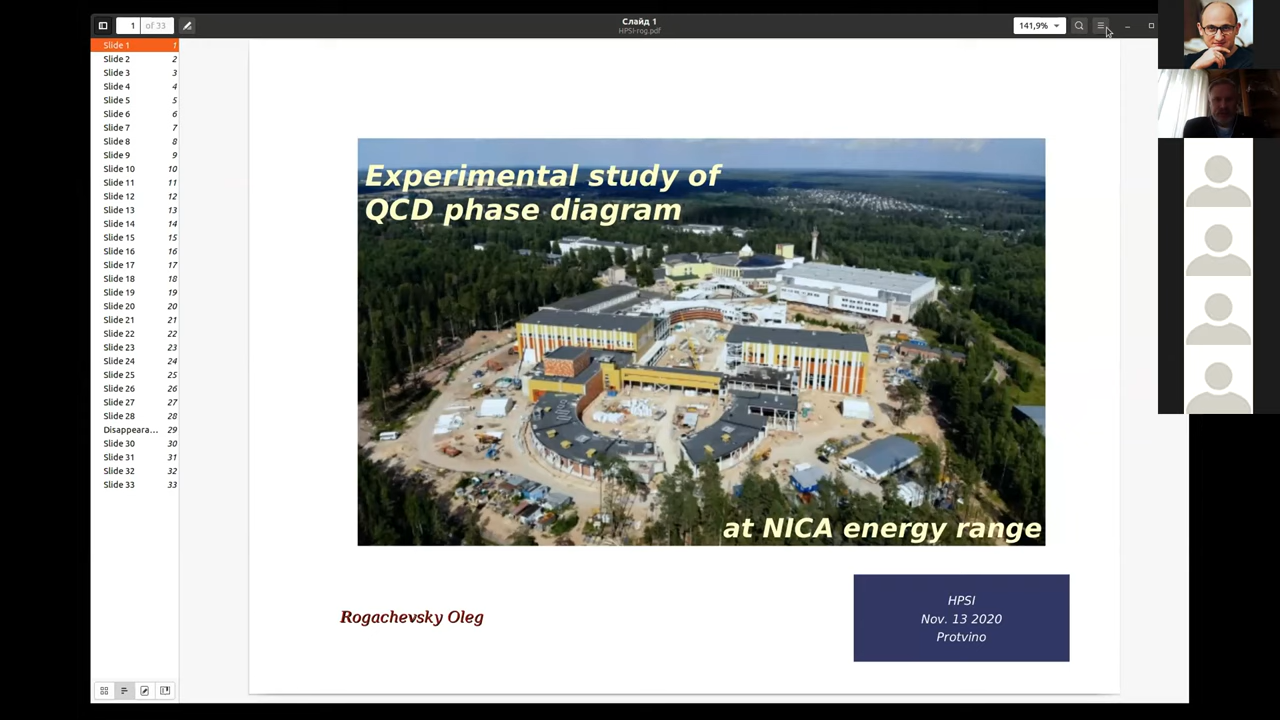 1 of 33
Слайд 1
HPSI-rog.pdf
141,9%
Slide 1 1
Slide 2 2
Slide 3 3
Slide 4 4
Slide 5 5
Slide 6 6
Slide 7 7
Slide 8 8
Slide 9 9
Slide 10 10
Slide 11 11
Slide 12 12
Slide 13 13
Slide 14 14
Slide 15 15
Slide 16 16
Slide 17 17
Slide 18 18
Slide 19 19
Slide 20 20
Slide 21 21
Slide 22 22
Slide 23 23
Slide 24 24
Slide 25 25
Slide 26 26
Slide 27 27
Slide 28 28
Disappeara... 29
Slide 30 30
Slide 31 31
Slide 32 32
Slide 33 33
Experimental study of
QCD phase diagram
at NICA energy range
Rogachevsky Oleg
HPSI
Nov. 13 2020
Protvino